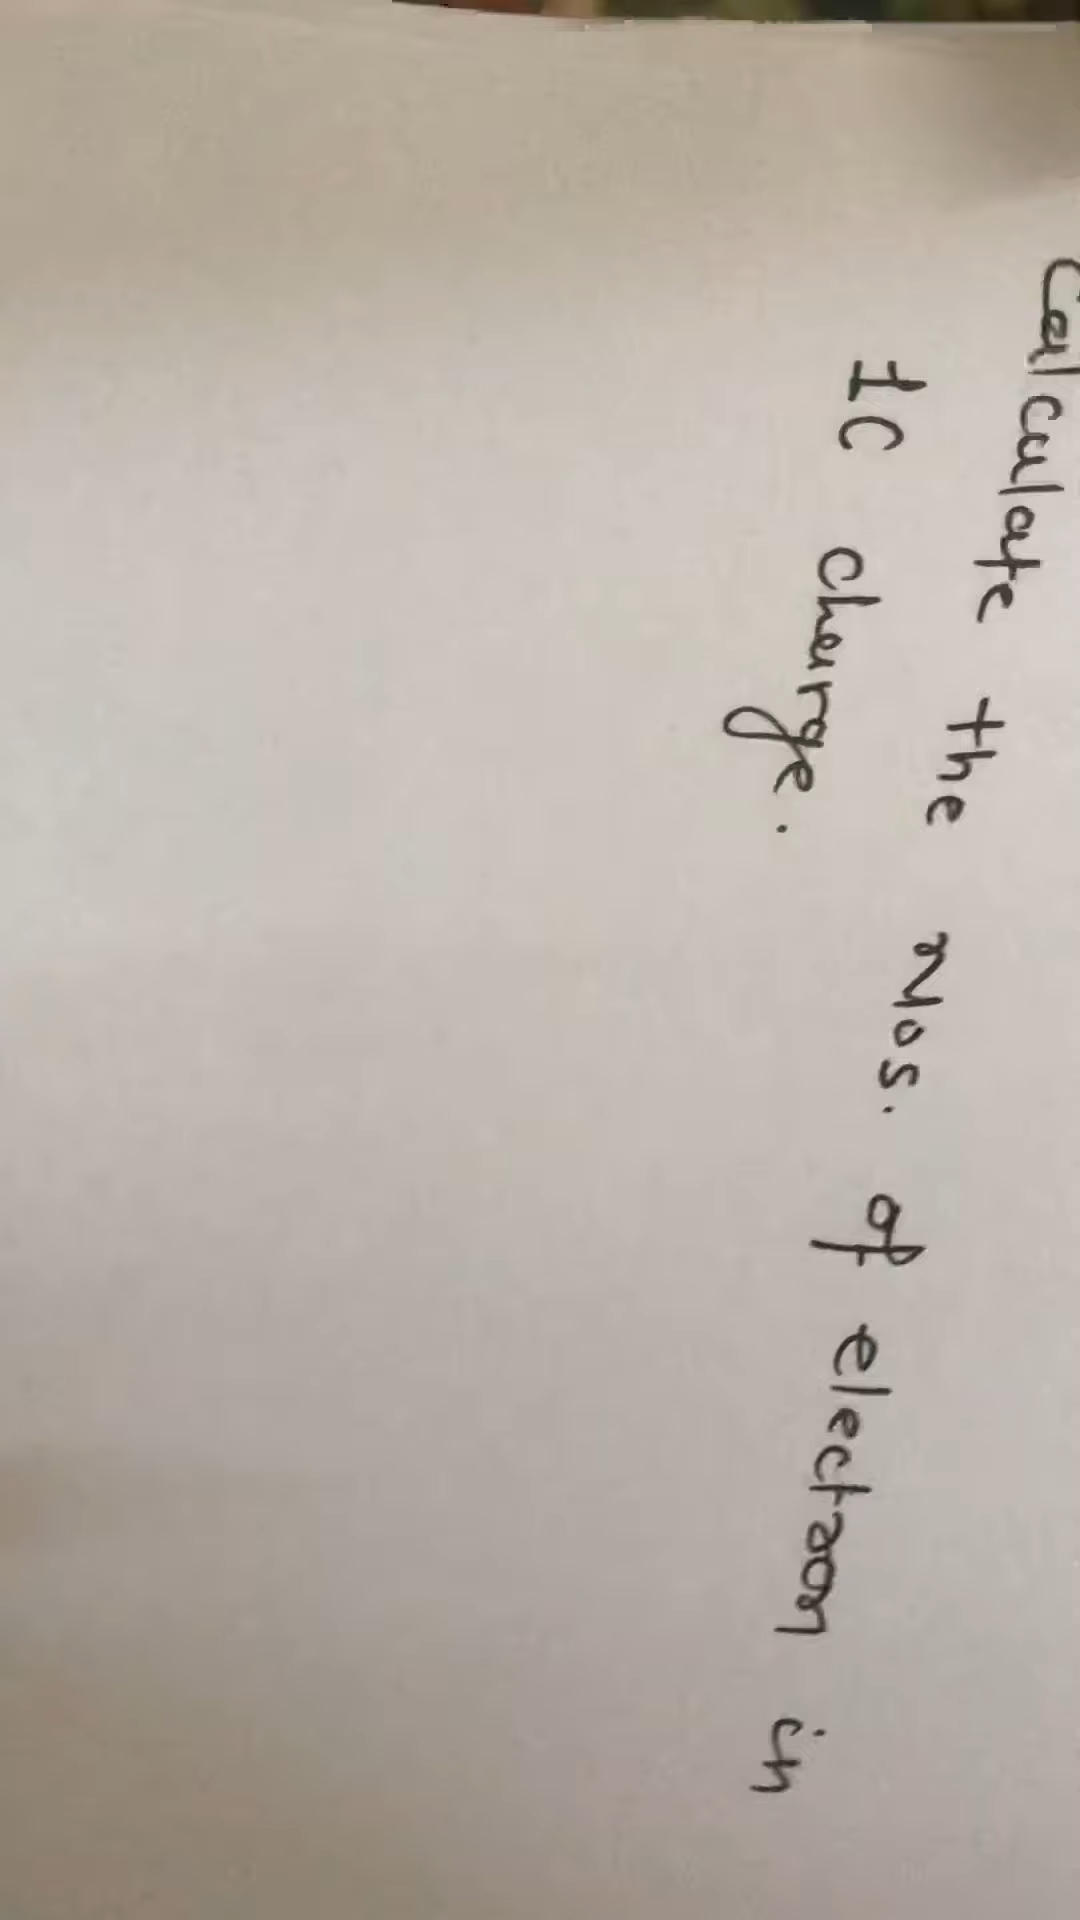 Calculate the Nos. of electron in
1C charge.